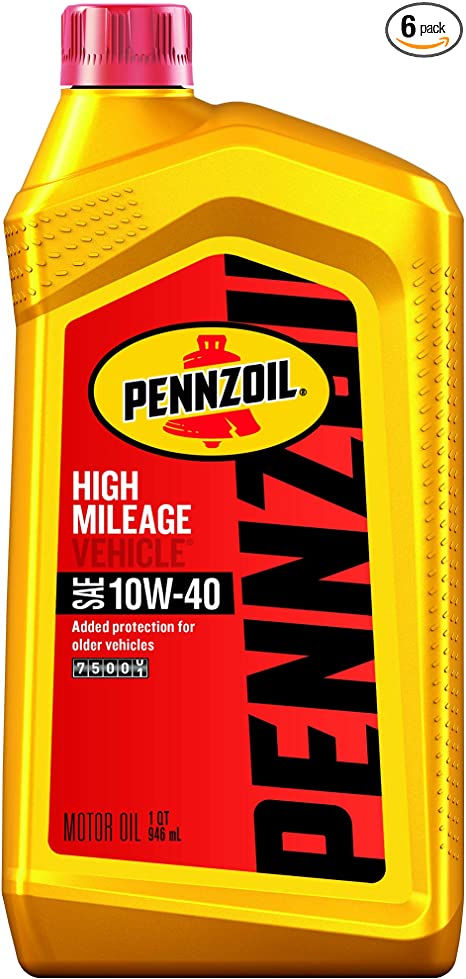 6
pack
PENNZOIL®
HIGH
MILEAGE
VEHICLE®
SAE 10W-40
Added protection for
older vehicles
MOTOR OIL 1 QT
946 mL
PENNZOIL